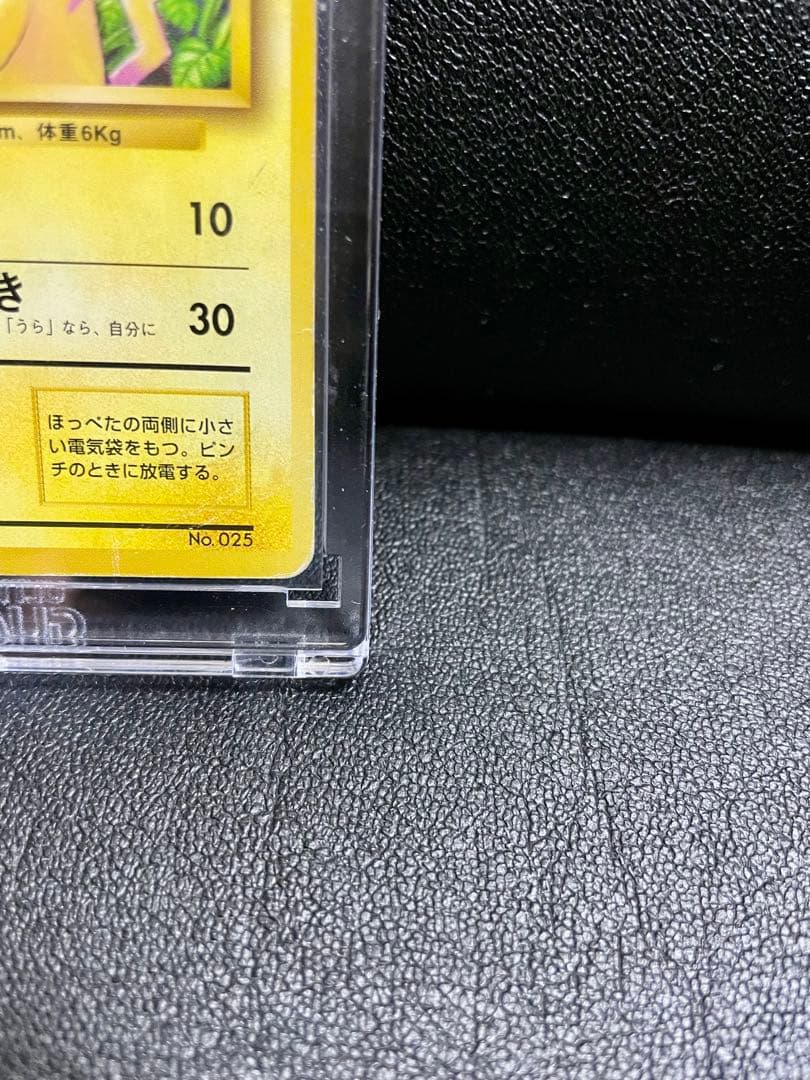 m、体重6Kg
10
き
「うら」なら、自分に 30
ほっぺたの両側に小さ
い電気袋をもつ。ピン
チのときに放電する。
No. 025